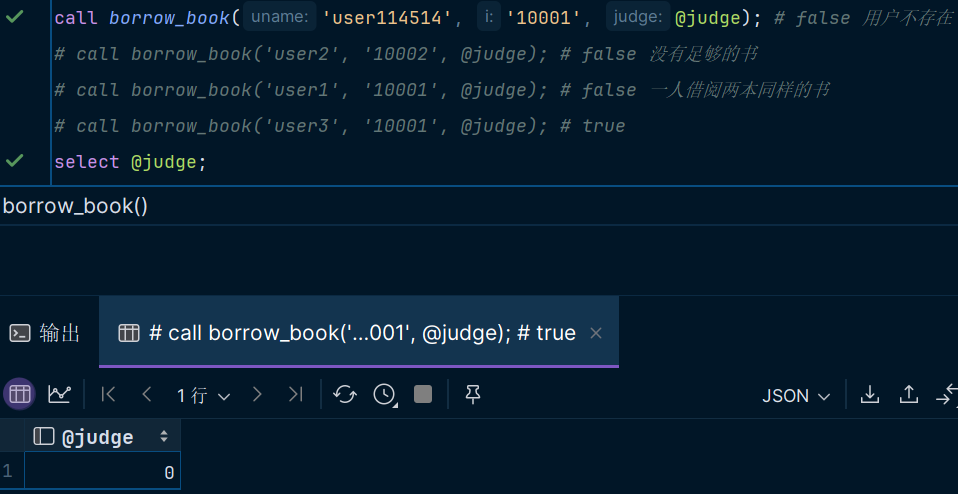 call borrow_book( uname: 'user114514', i: '10001', judge: @judge); # false 用户不存在
# call borrow_book('user2', '10002', @judge); # false 没有足够的书
# call borrow_book('user1', '10001', @judge); # false 一人借阅两本同样的书
# call borrow_book('user3', '10001', @judge); # true
select @judge;
borrow_book()
输出 # call borrow_book('...001', @judge); # true
1 行 JSON
@judge
1 0